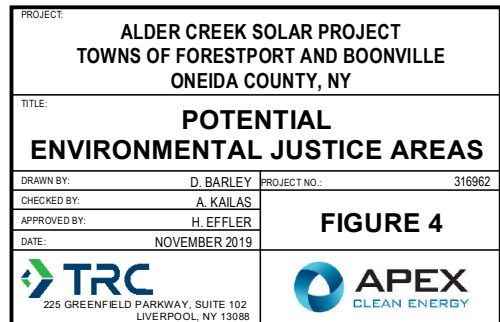 PROJECT:
ALDER CREEK SOLAR PROJECT
TOWNS OF FORESTPORT AND BOONVILLE
ONEIDA COUNTY, NY
TITLE:
POTENTIAL
ENVIRONMENTAL JUSTICE AREAS
DRAWN BY: D. BARLEY
PROJECT NO.: 316962
CHECKED BY: A. KAILAS
APPROVED BY: H. EFFLER
DATE: NOVEMBER 2019
FIGURE 4
TRC
225 GREENFIELD PARKWAY, SUITE 102
LIVERPOOL, NY 13088
APEX
CLEAN ENERGY